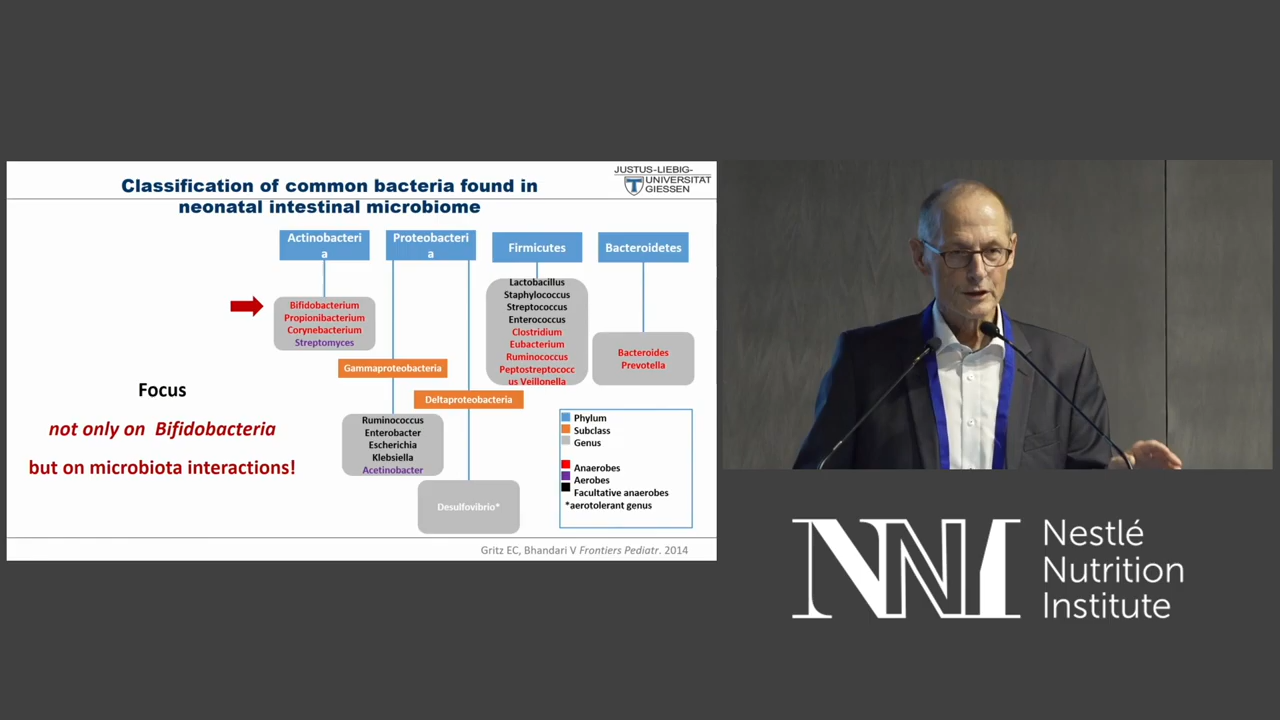 JUSTUS-LIEBIG-
UNIVERSITÄT
GIESSEN
Classification of common bacteria found in
neonatal intestinal microbiome
Actinobacteri
a
Proteobacteri
a
Firmicutes
Bacteroidetes
Bifidobacterium
Propionibacterium
Corynebacterium
Streptomyces
Lactobacillus
Staphylococcus
Streptococcus
Enterococcus
Clostridium
Eubacterium
Ruminococcus
Peptostreptococc
us Veillonella
Bacteroides
Prevotella
Gammaproteobacteria
Deltaproteobacteria
Ruminococcus
Enterobacter
Escherichia
Klebsiella
Acetinobacter
Desulfovibrio*
Focus
not only on Bifidobacteria
but on microbiota interactions!
Phylum
Subclass
Genus
Anaerobes
Aerobes
Facultative anaerobes
*aerotolerant genus
Gritz EC, Bhandari V Frontiers Pediatr. 2014
NNI
Nestlé
Nutrition
Institute